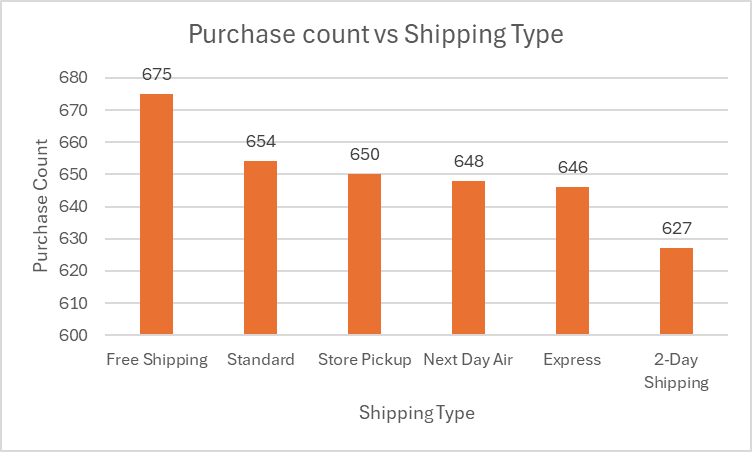 Purchase count vs Shipping Type
Purchase Count
680
670
660
650
640
630
620
610
600
675
654
650
648
646
627
Free Shipping
Standard
Store Pickup
Next Day Air
Express
2-Day
Shipping
Shipping Type